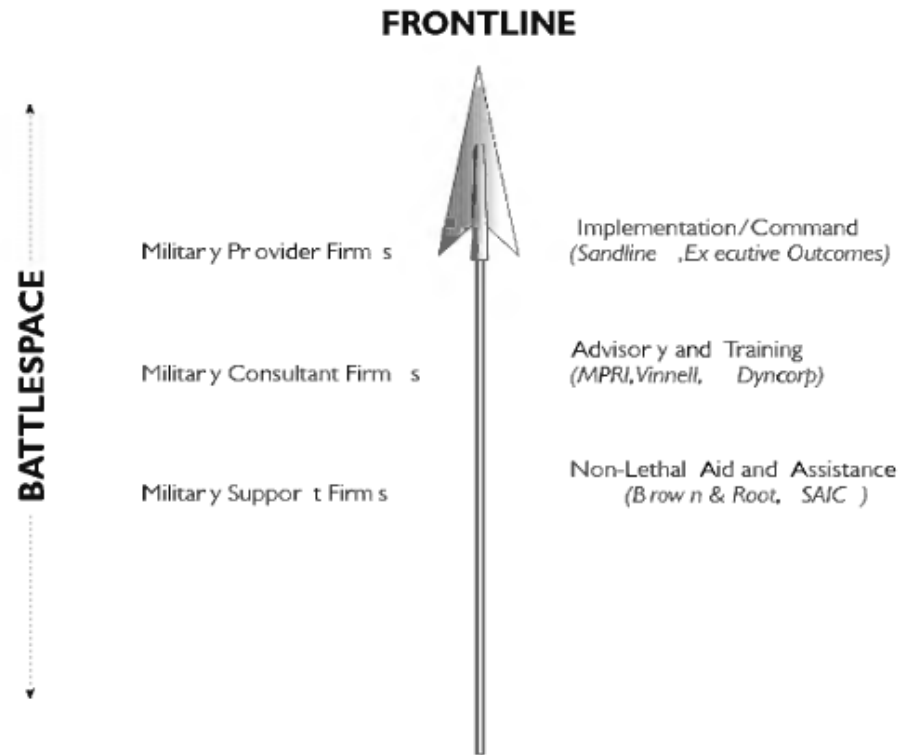 FRONTLINE
BATTLESPACE
Military Provider Firms
Implementation/Command
(Sandline, Executive Outcomes)
Military Consultant Firms
Advisory and Training
(MPRI, Vinnell, Dyncorp)
Military Support Firms
Non-Lethal Aid and Assistance
(Brown & Root, SAIC)